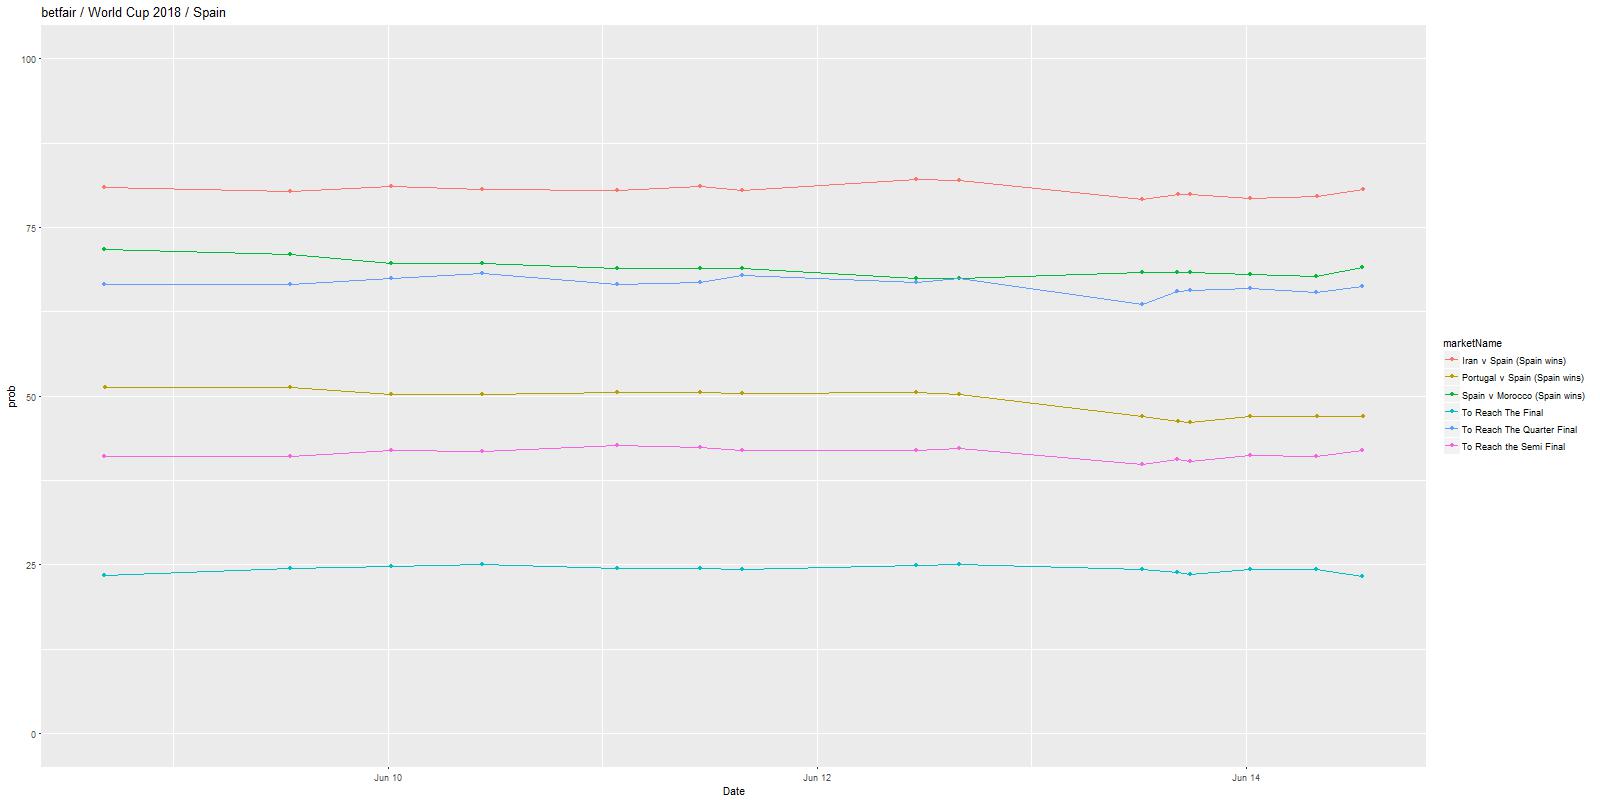 betfair / World Cup 2018 / Spain
100
75
50
25
0
prob
Jun 10
Jun 12
Jun 14
Date
marketName
Iran v Spain (Spain wins)
Portugal v Spain (Spain wins)
Spain v Morocco (Spain wins)
To Reach The Final
To Reach The Quarter Final
To Reach the Semi Final